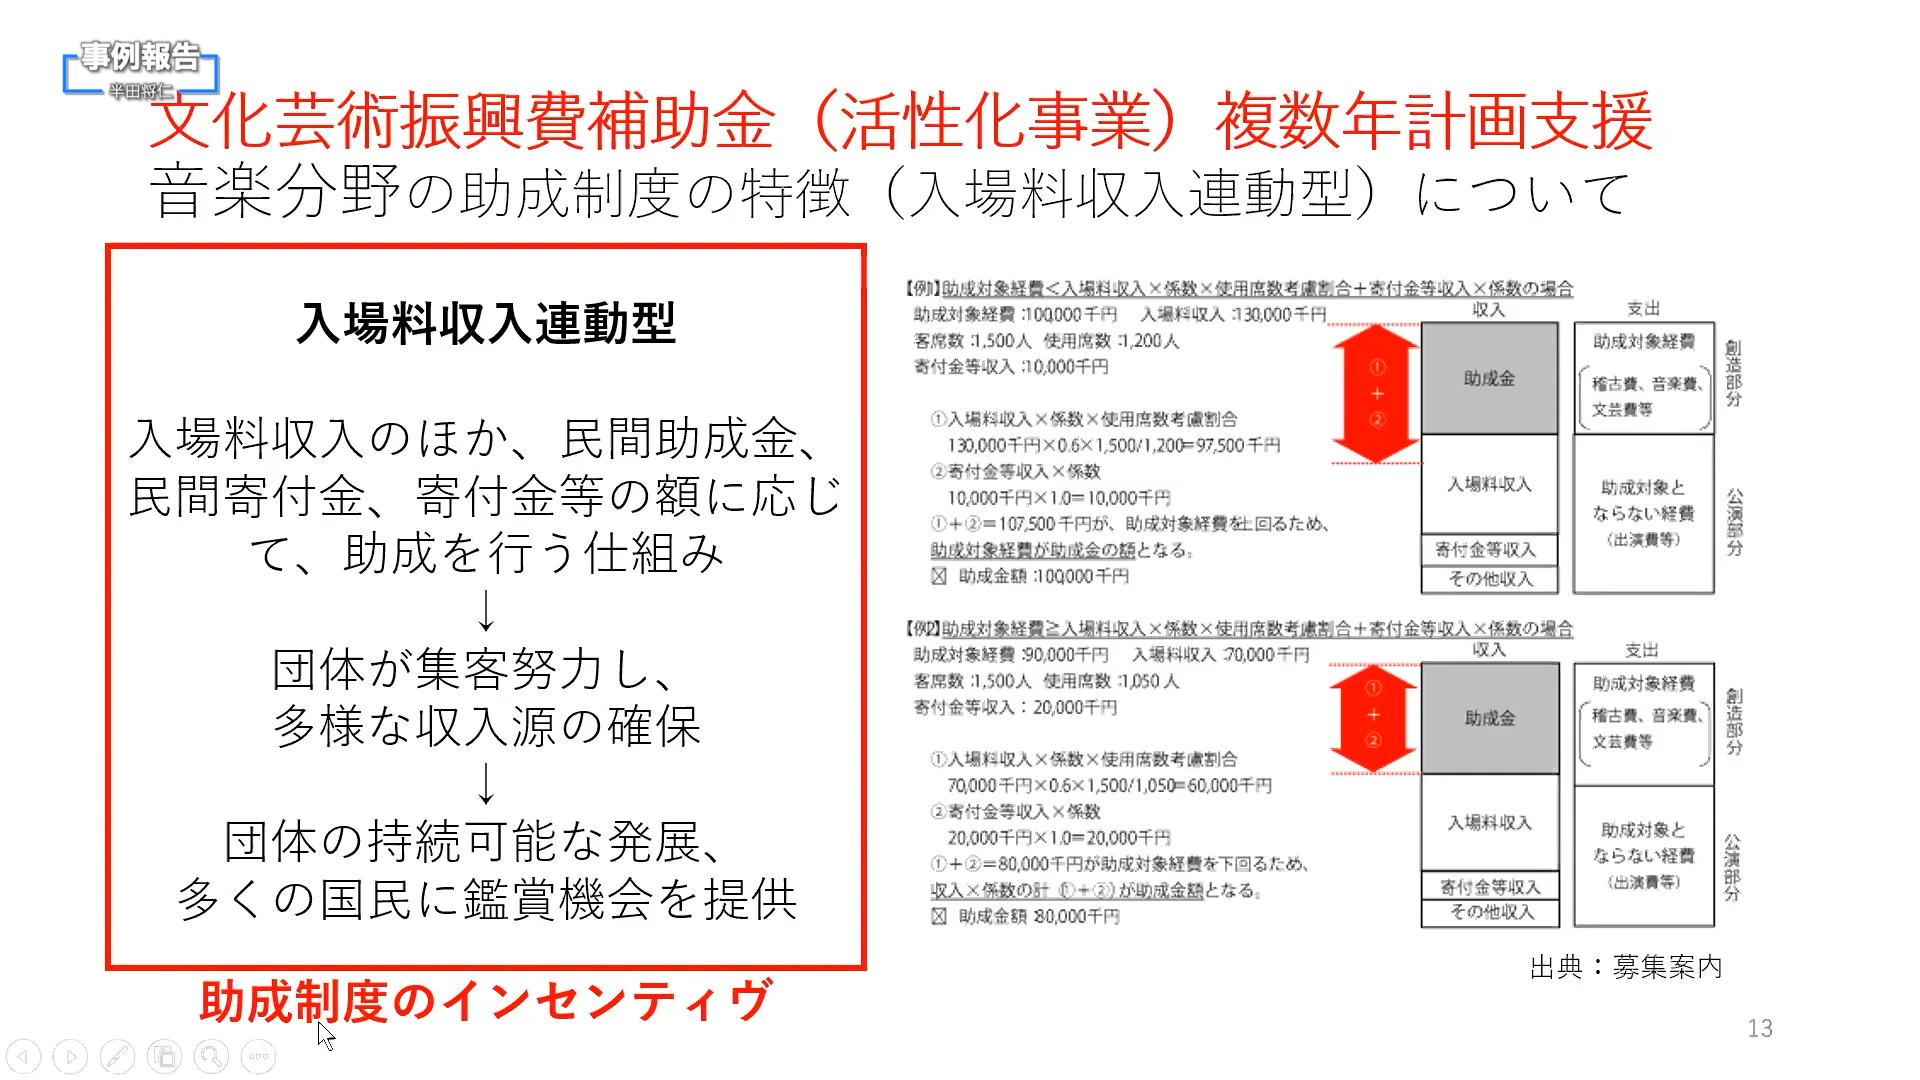 事例報告
半田将仁
文化芸術振興費補助金（活性化事業）複数年計画支援
音楽分野の助成制度の特徴（入場料収入連動型）について
入場料収入連動型
入場料収入のほか、民間助成金、
民間寄付金、寄付金等の額に応じ
て、助成を行う仕組み
↓
団体が集客努力し、
多様な収入源の確保
↓
団体の持続可能な発展、
多くの国民に鑑賞機会を提供
助成制度のインセンティヴ
【例1】助成対象経費＜入場料収入×係数×使用席数考慮割合＋寄付金等収入×係数の場合
助成対象経費：100,000千円　入場料収入：130,000千円
客席数：1,500人　使用席数：1,200人
寄付金等収入：10,000千円
①入場料収入×係数×使用席数考慮割合
130,000千円×0.6×1,500/1,200=97,500千円
②寄付金等収入×係数
10,000千円×1.0＝10,000千円
①＋②＝107,500千円が、助成対象経費を上回るため、
助成対象経費が助成金の額となる。
☒ 助成金額：100,000千円
①
＋
②
収入
助成金
入場料収入
寄付金等収入
その他収入
支出
助成対象経費
稽古費、音楽費、
文芸費等
助成対象と
ならない経費
（出演費等）
創造部分
公演部分
【例2】助成対象経費≧入場料収入×係数×使用席数考慮割合＋寄付金等収入×係数の場合
助成対象経費：90,000千円　入場料収入：70,000千円
客席数：1,500人　使用席数：1,050人
寄付金等収入：20,000千円
①入場料収入×係数×使用席数考慮割合
70,000千円×0.6×1,500/1,050=60,000千円
②寄付金等収入×係数
20,000千円×1.0＝20,000千円
①＋②＝80,000千円が助成対象経費を下回るため、
収入×係数の計（①＋②）が助成金額となる。
☒ 助成金額：80,000千円
①
＋
②
収入
助成金
入場料収入
寄付金等収入
その他収入
支出
助成対象経費
稽古費、音楽費、
文芸費等
助成対象と
ならない経費
（出演費等）
創造部分
公演部分
出典：募集案内
13